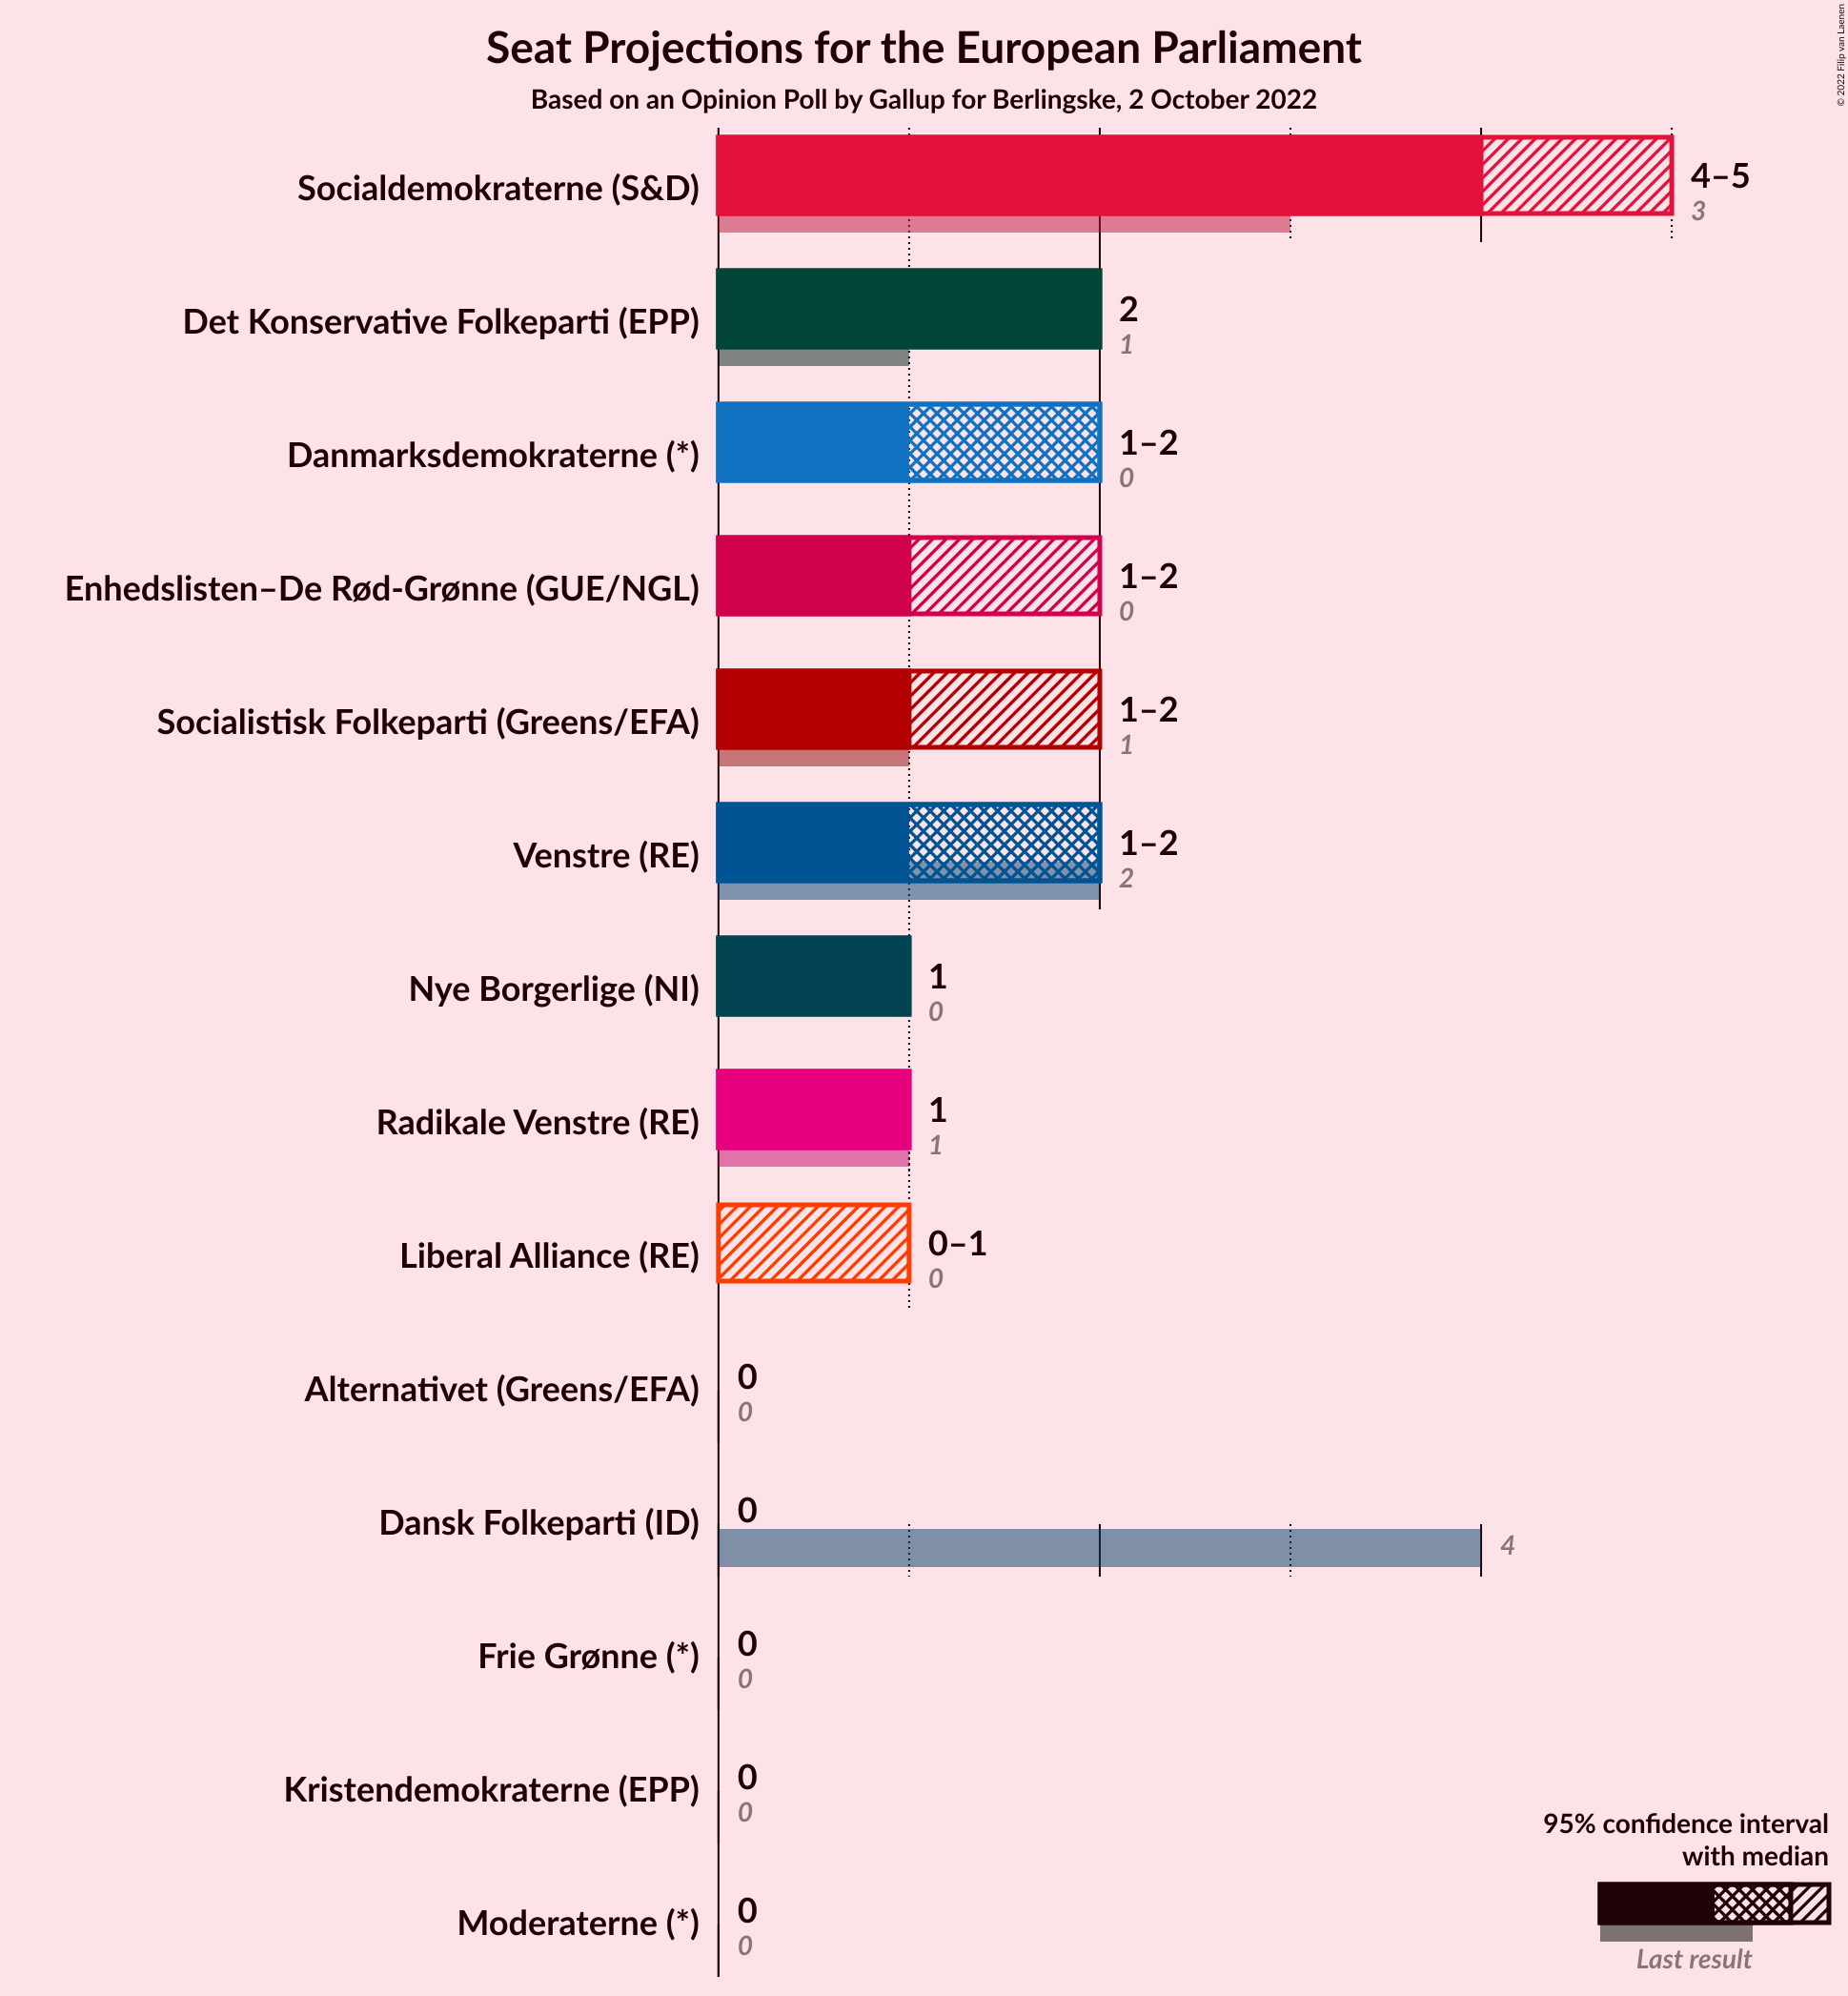 Seat Projections for the European Parliament
Based on an Opinion Poll by Gallup for Berlingske, 2 October 2022
© 2022 Filip van Laenen
Socialdemokraterne (S&D)
4–5
3
Det Konservative Folkeparti (EPP)
2
1
Danmarksdemokraterne (*)
1–2
0
Enhedslisten–De Rød-Grønne (GUE/NGL)
1–2
0
Socialistisk Folkeparti (Greens/EFA)
1–2
1
Venstre (RE)
1–2
2
Nye Borgerlige (NI)
1
0
Radikale Venstre (RE)
1
1
Liberal Alliance (RE)
0–1
0
Alternativet (Greens/EFA)
0
0
Dansk Folkeparti (ID)
0
4
Frie Grønne (*)
0
0
Kristendemokraterne (EPP)
0
0
Moderaterne (*)
0
0
95% confidence interval
with median
Last result